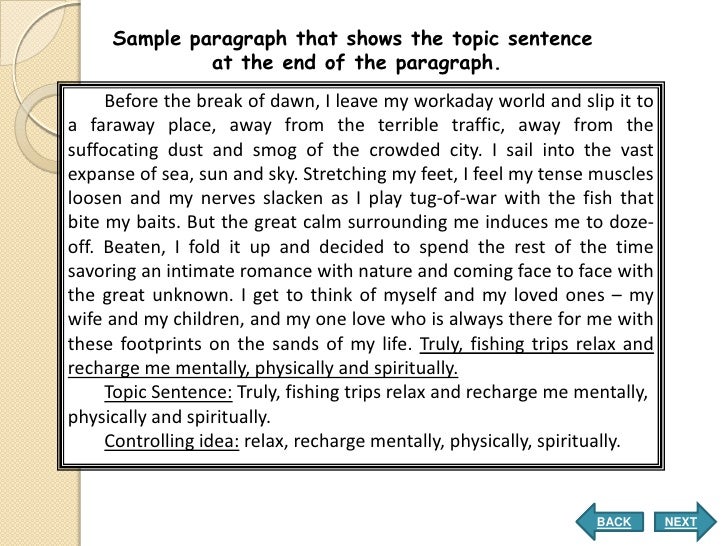 Sample paragraph that shows the topic sentence
at the end of the paragraph.
Before the break of dawn, I leave my workaday world and slip it to
a faraway place, away from the terrible traffic, away from the
suffocating dust and smog of the crowded city. I sail into the vast
expanse of sea, sun and sky. Stretching my feet, I feel my tense muscles
loosen and my nerves slacken as I play tug-of-war with the fish that
bite my baits. But the great calm surrounding me induces me to doze-
off. Beaten, I fold it up and decided to spend the rest of the time
savoring an intimate romance with nature and coming face to face with
the great unknown. I get to think of myself and my loved ones – my
wife and my children, and my one love who is always there for me with
these footprints on the sands of my life. Truly, fishing trips relax and
recharge me mentally, physically and spiritually.
Topic Sentence: Truly, fishing trips relax and recharge me mentally,
physically and spiritually.
Controlling idea: relax, recharge mentally, physically, spiritually.
BACK NEXT